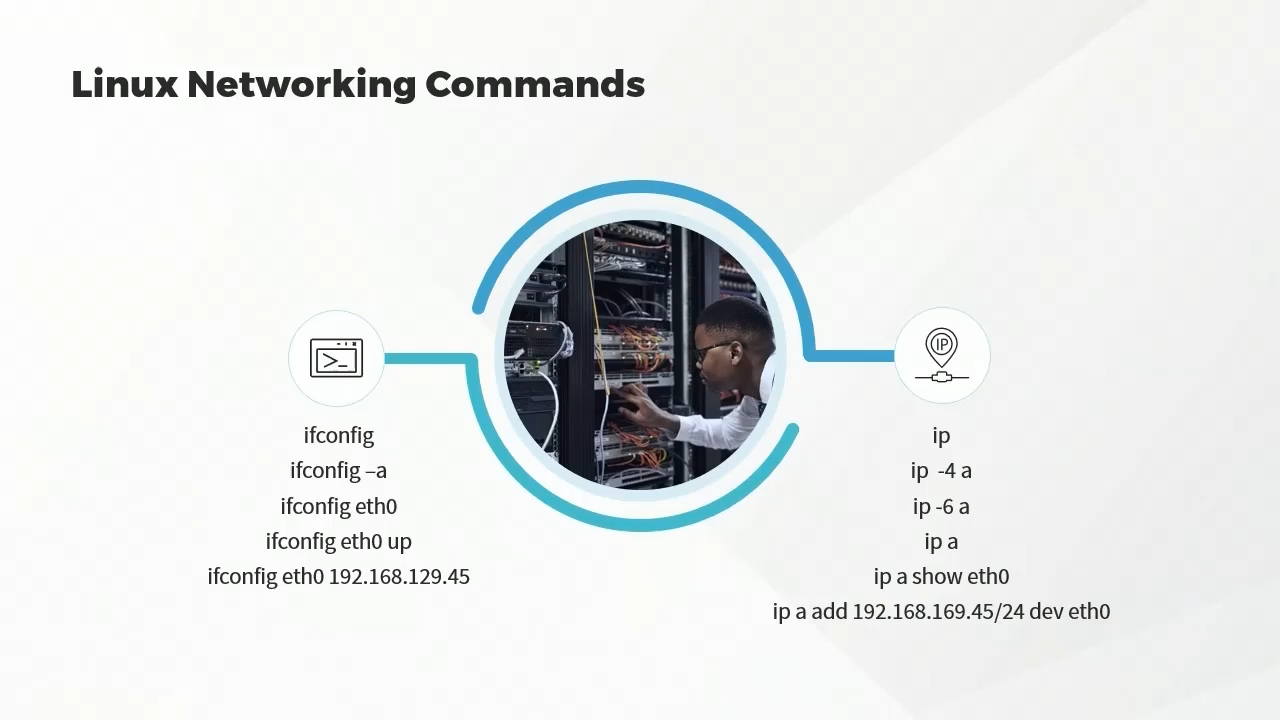 Linux Networking Commands
>_
IP
ifconfig
ifconfig –a
ifconfig eth0
ifconfig eth0 up
ifconfig eth0 192.168.129.45
ip
ip  -4 a
ip -6 a
ip a
ip a show eth0
ip a add 192.168.169.45/24 dev eth0